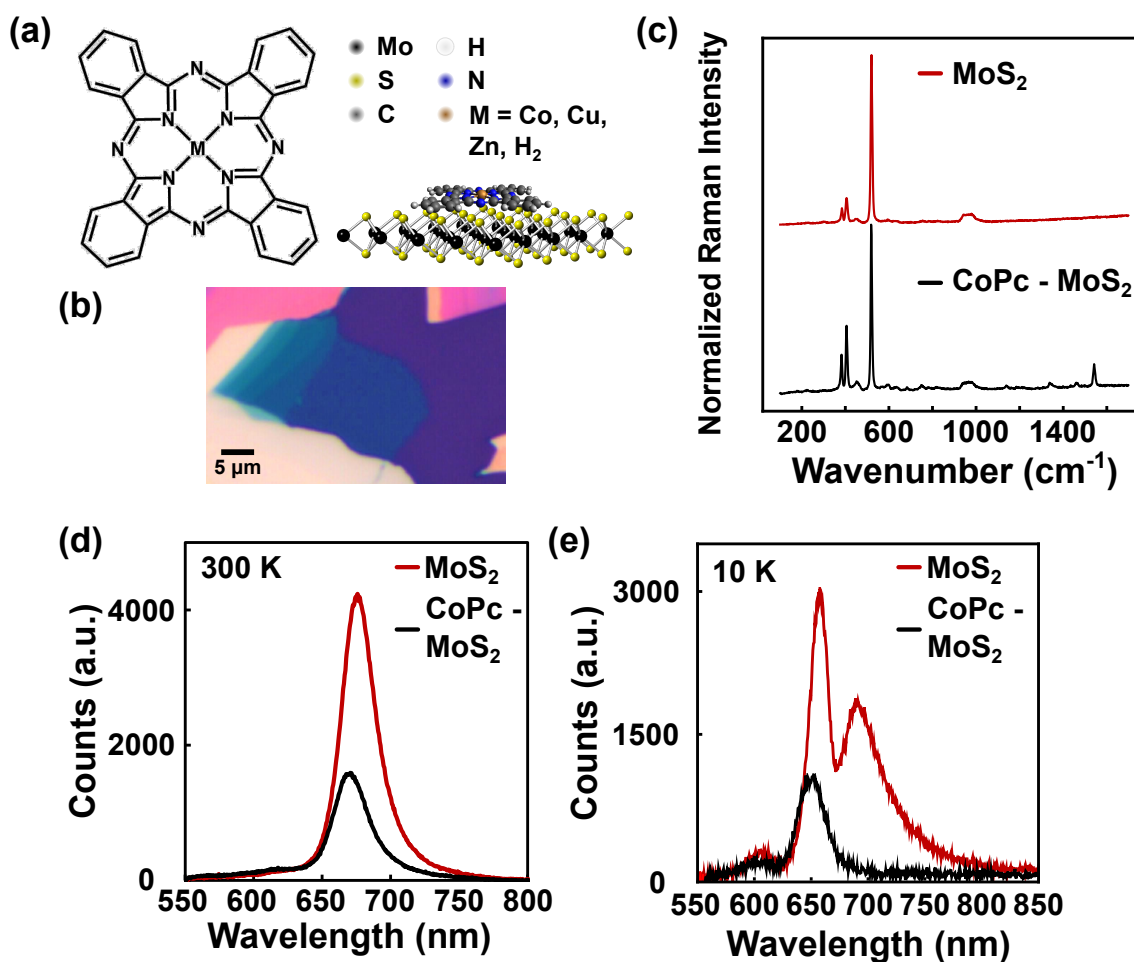 (a)
N
N
N
N
M
N
N
N
N
Mo
H
S
N
C
M = Co, Cu,
Zn, H₂
(b)
5 µm
(c)
Normalized Raman Intensity
MoS₂
CoPc - MoS₂
200 600 1000 1400
Wavenumber (cm⁻¹)
(d)
300 K
MoS₂
CoPc -
MoS₂
Counts (a.u.)
4000
2000
0
550 600 650 700 750 800
Wavelength (nm)
(e)
10 K
MoS₂
CoPc -
MoS₂
Counts (a.u.)
3000
1500
0
550 600 650 700 750 800 850
Wavelength (nm)